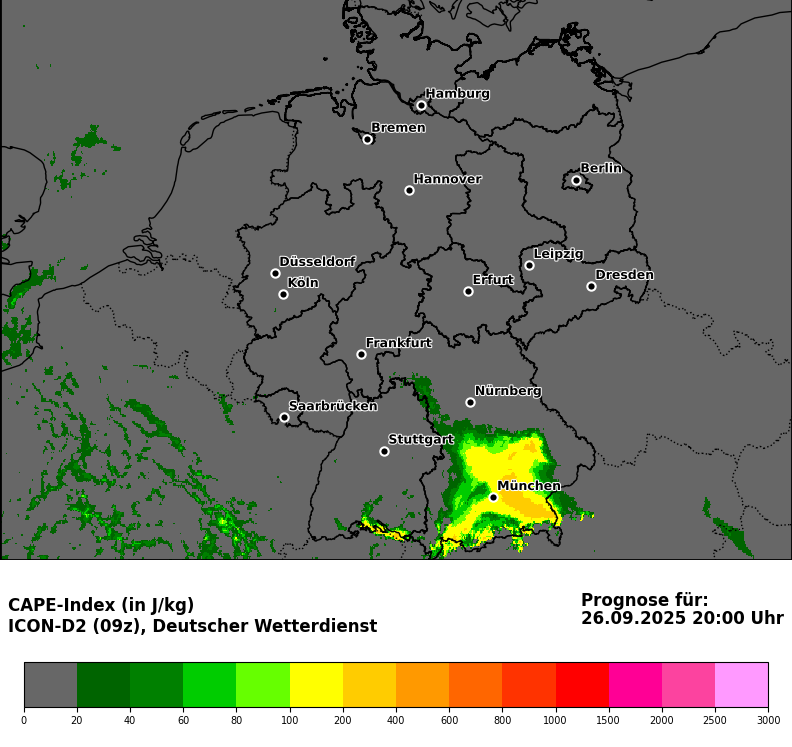 Hamburg
Bremen
Berlin
Hannover
Leipzig
Düsseldorf
Dresden
Köln
Erfurt
Frankfurt
Nürnberg
Saarbrücken
Stuttgart
München
CAPE-Index (in J/kg)
ICON-D2 (09z), Deutscher Wetterdienst
Prognose für:
26.09.2025 20:00 Uhr
0 20 40 60 80 100 200 400 600 800 1000 1500 2000 2500 3000